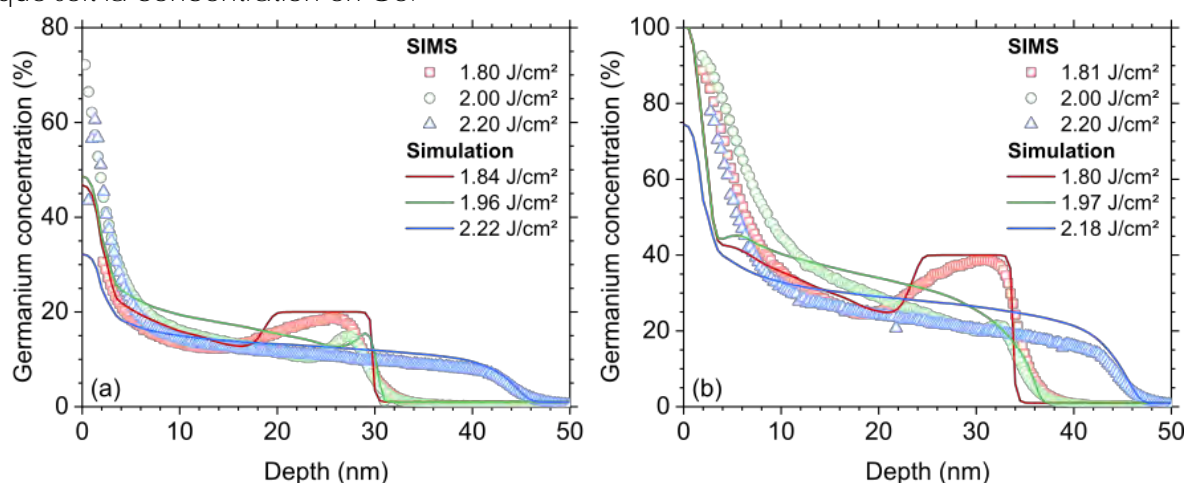 que soit la concentration en Ge.
80
60
40
20
0
Germanium concentration (%)
SIMS
1.80 J/cm²
2.00 J/cm²
2.20 J/cm²
Simulation
1.84 J/cm²
1.96 J/cm²
2.22 J/cm²
(a)
0 10 20 30 40 50
Depth (nm)
100
80
60
40
20
0
Germanium concentration (%)
SIMS
1.81 J/cm²
2.00 J/cm²
2.20 J/cm²
Simulation
1.80 J/cm²
1.97 J/cm²
2.18 J/cm²
(b)
0 10 20 30 40 50
Depth (nm)